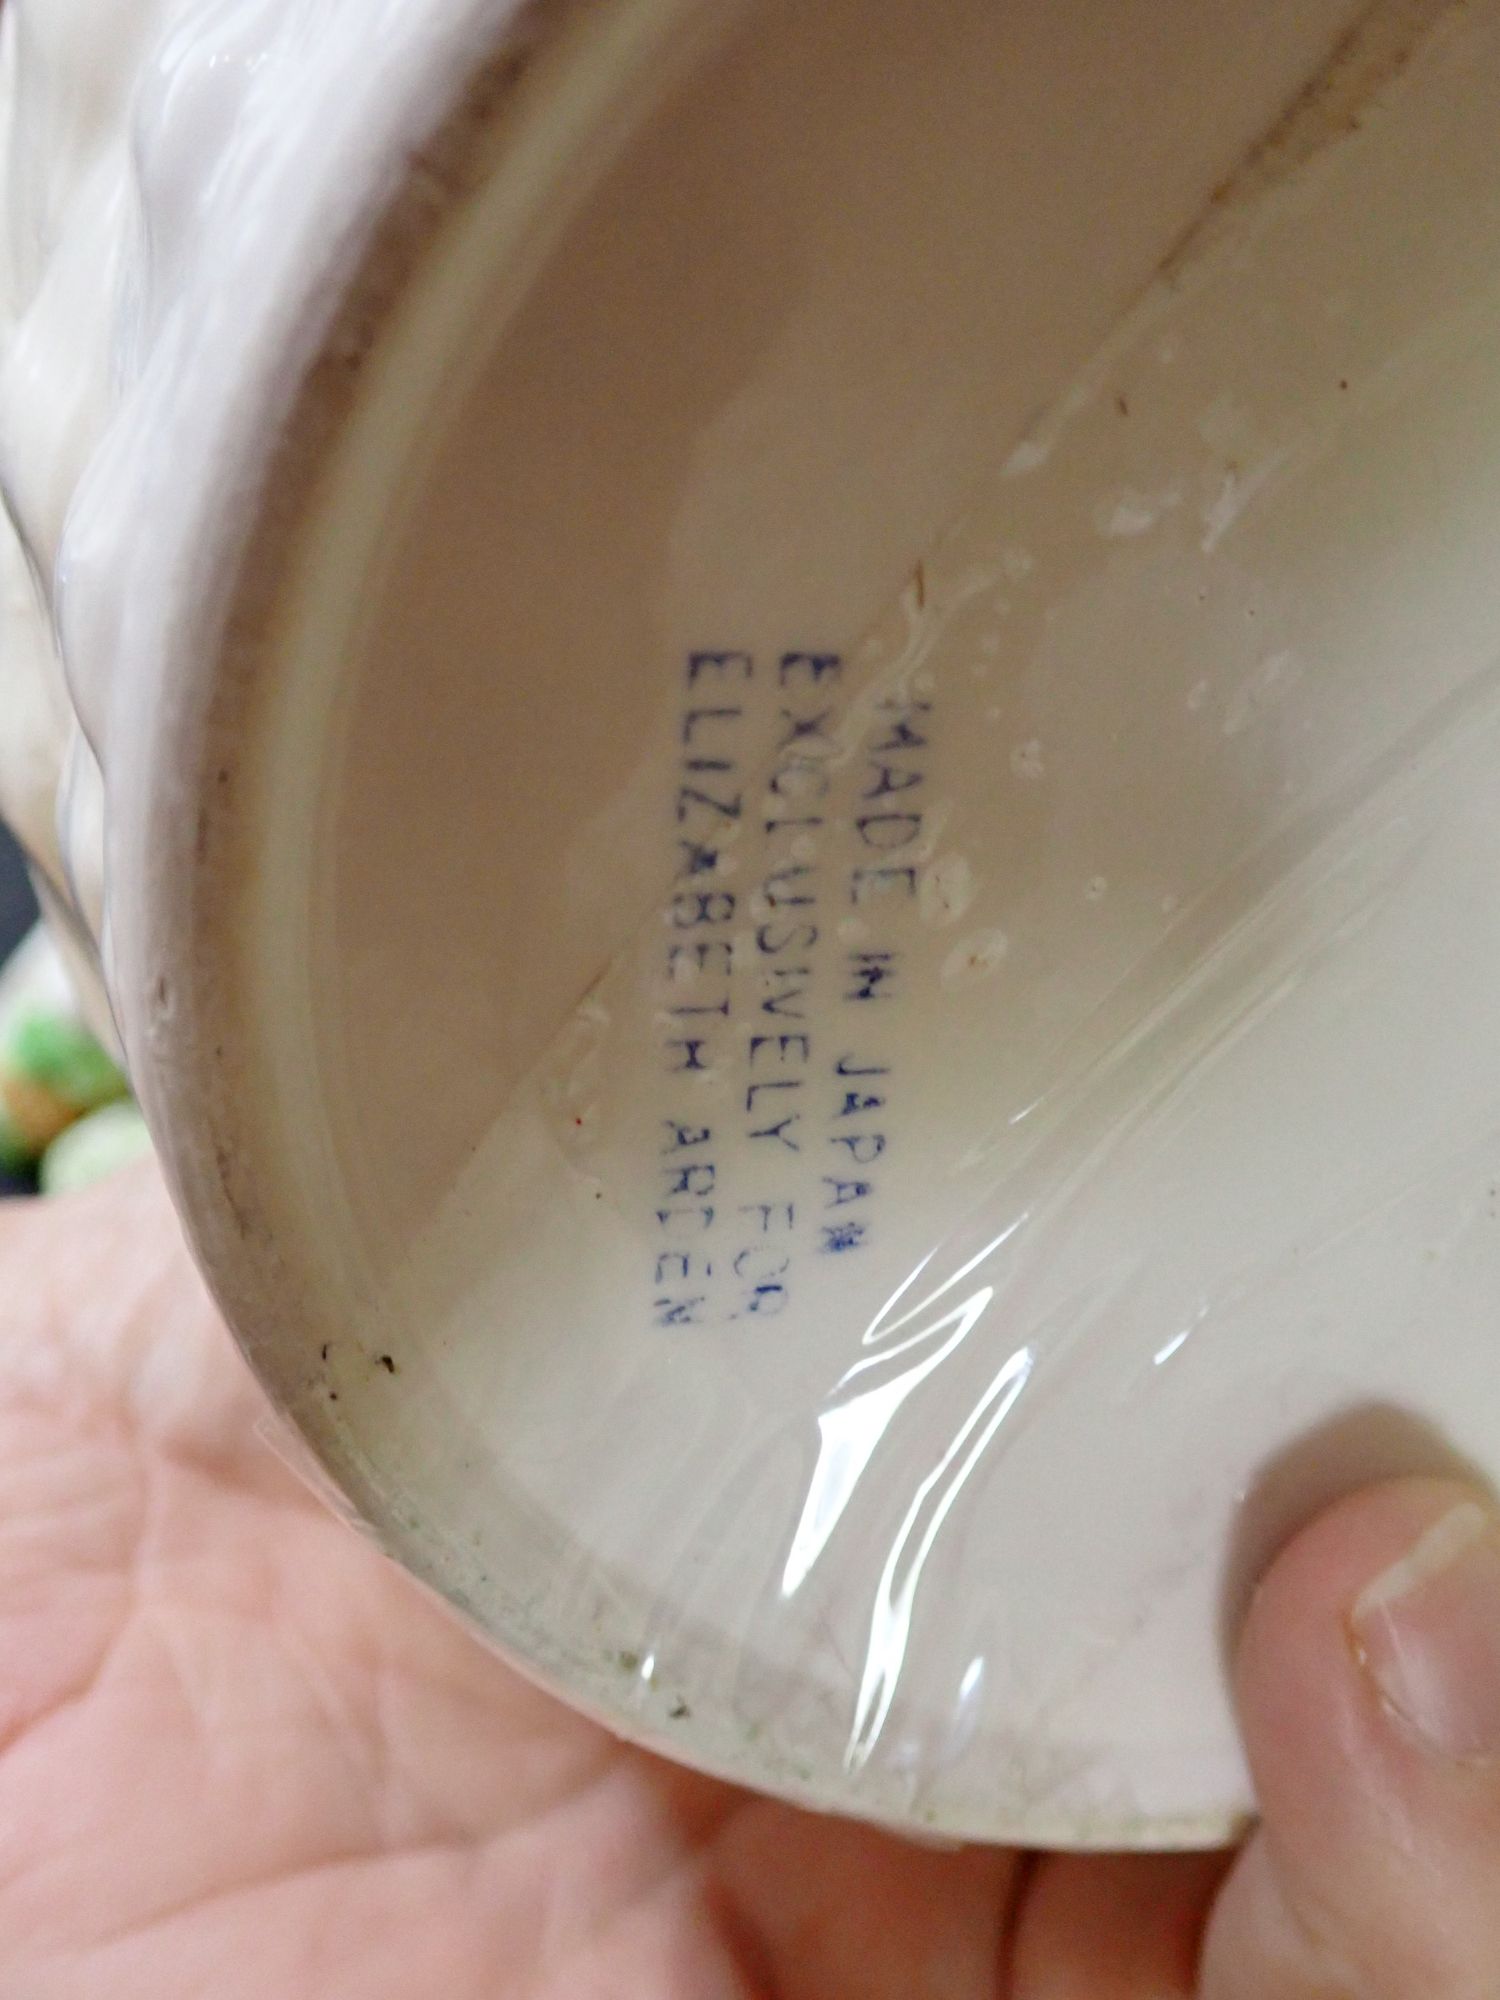 MADE IN JAPAN
EXCLUSIVELY FOR
ELIZABETH ARDEN